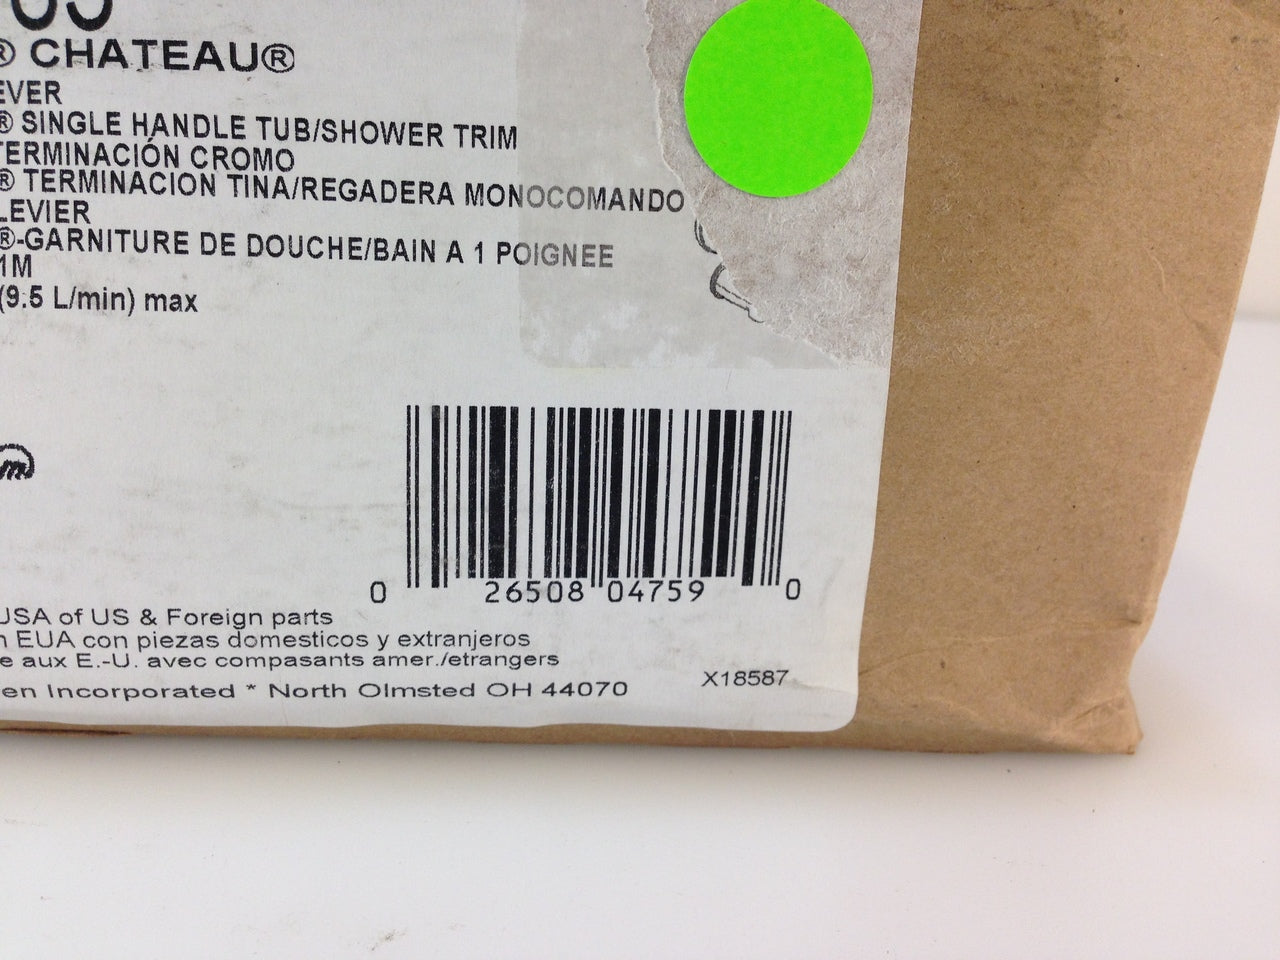 ® CHATEAU®
EVER
® SINGLE HANDLE TUB/SHOWER TRIM
TERMINACIÓN CROMO
® TERMINACION TINA/REGADERA MONOCOMANDO
LEVIER
®-GARNITURE DE DOUCHE/BAIN A 1 POIGNEE
1M
(9.5 L/min) max
0 26508 04759 0
USA of US & Foreign parts
n EUA con piezas domesticos y extranjeros
e aux E.-U. avec compasants amer./etrangers
en Incorporated * North Olmsted OH 44070
X18587